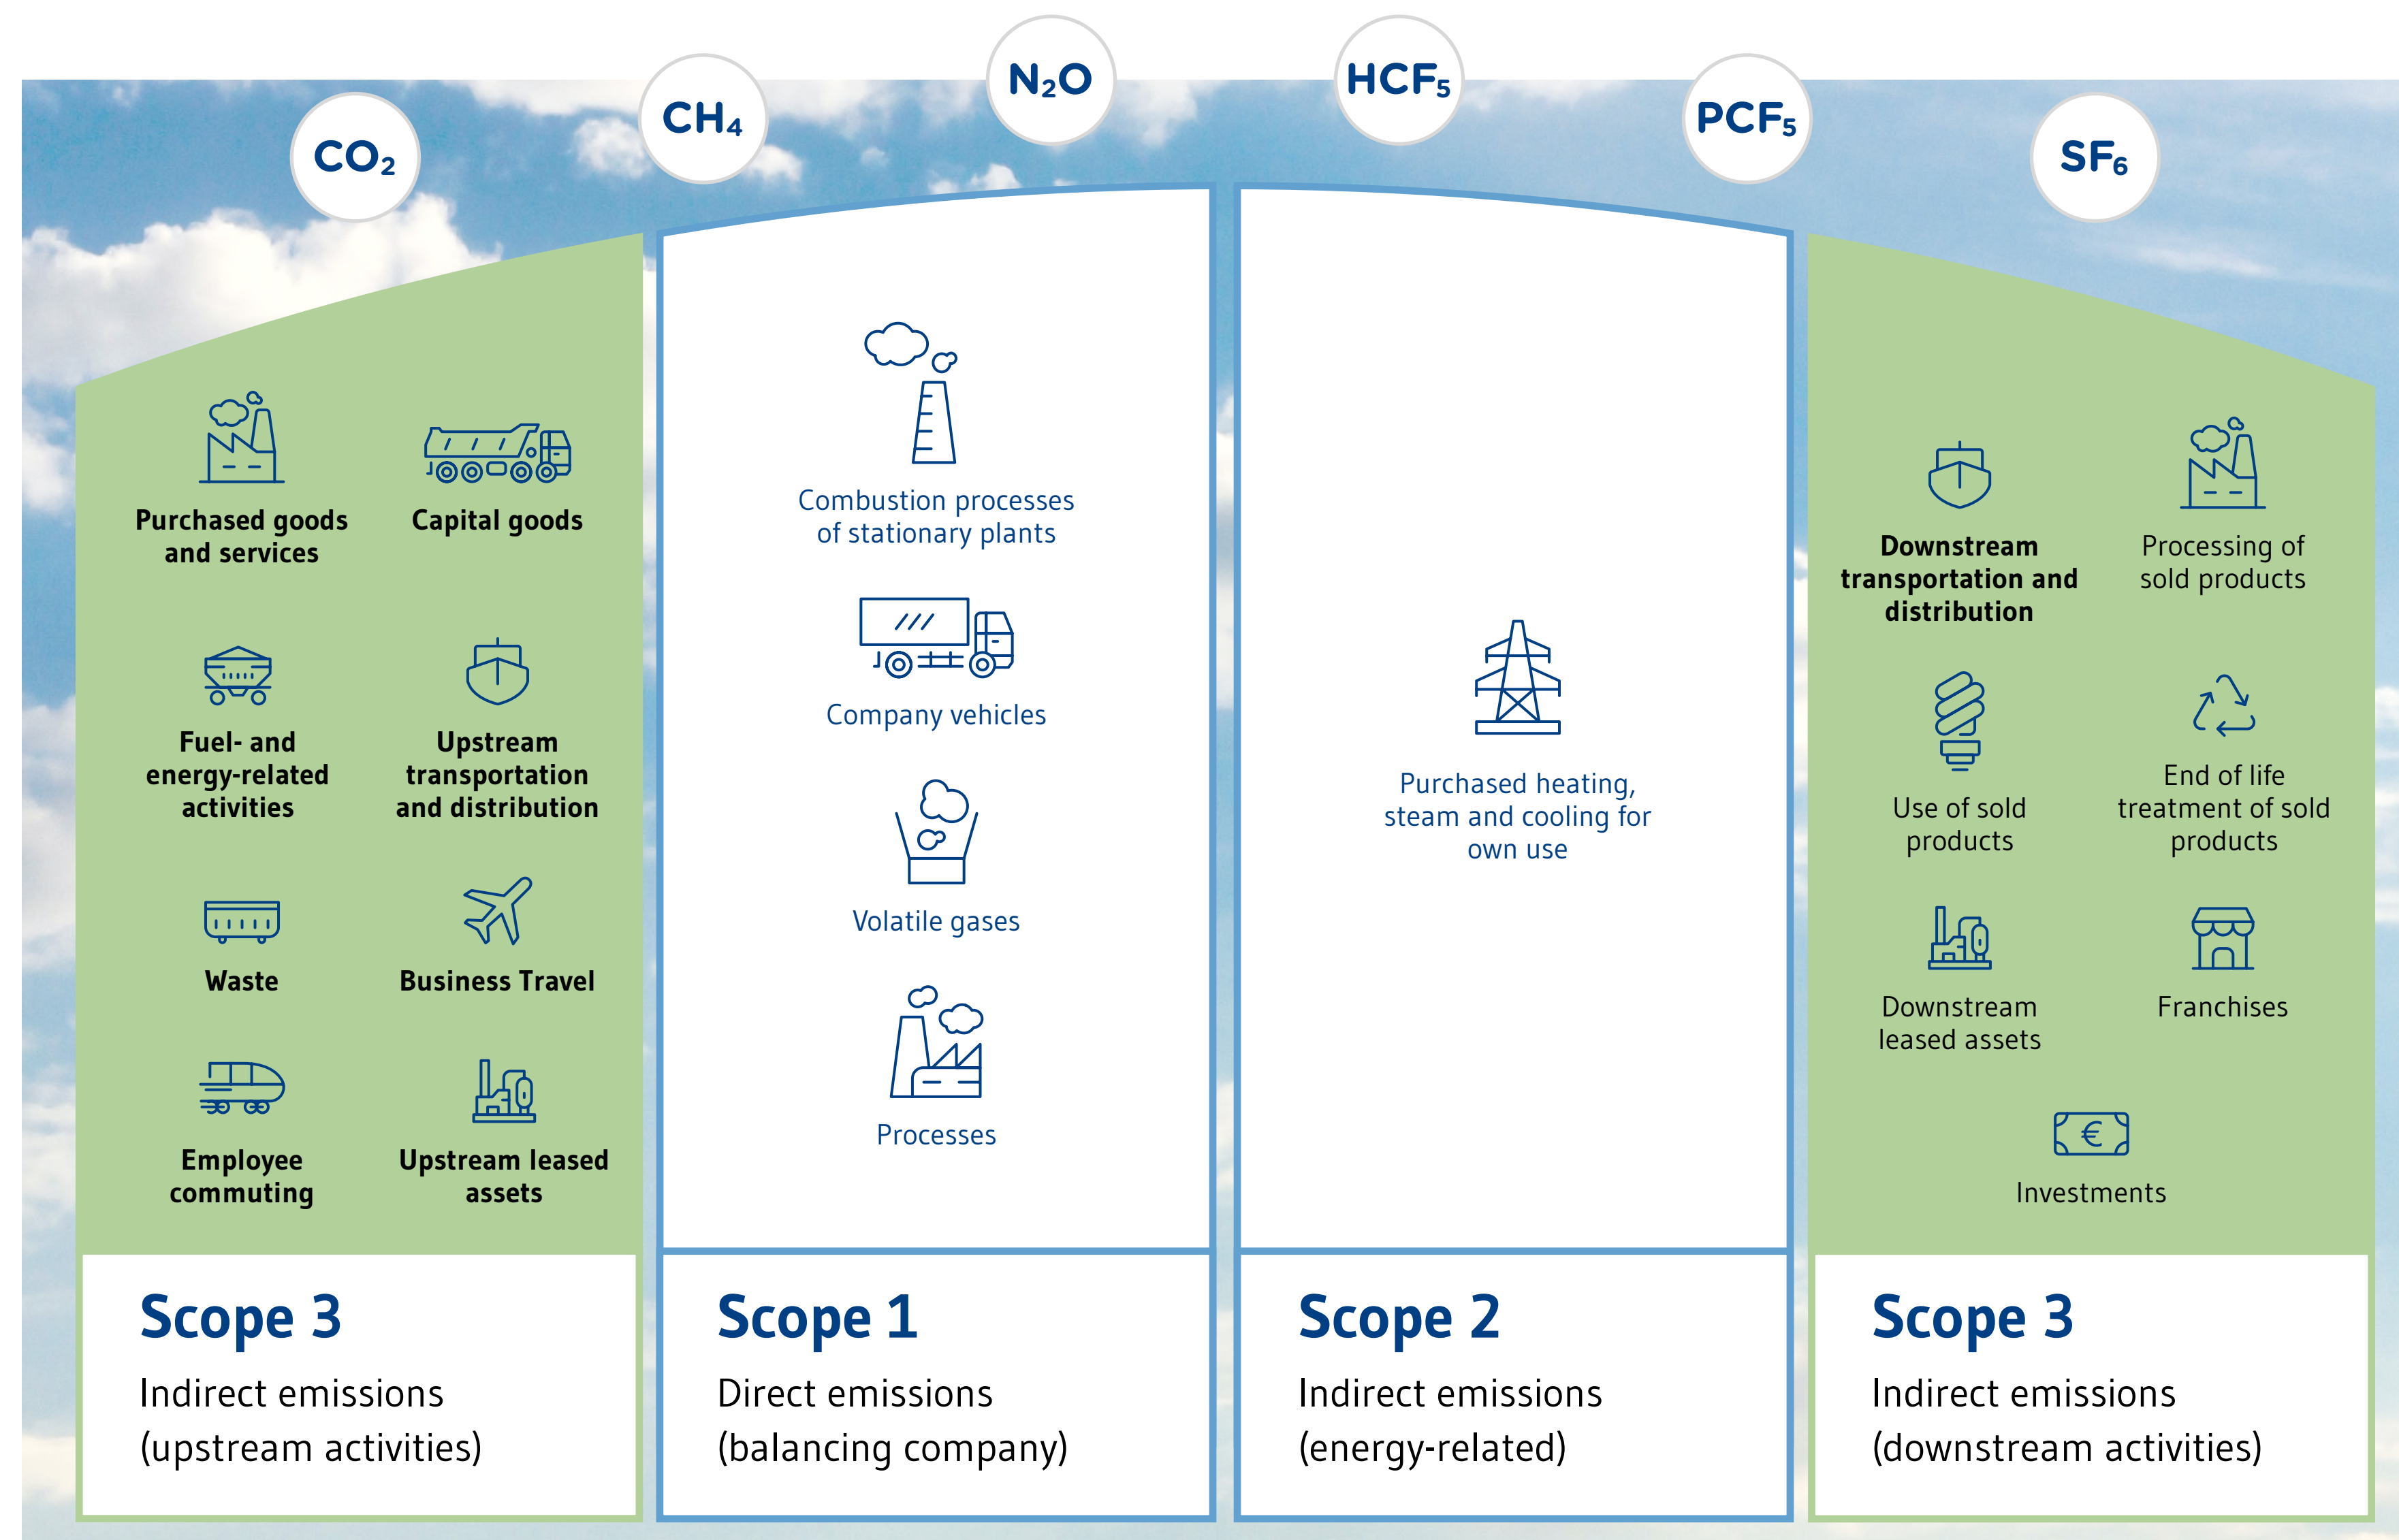 CO₂
CH₄
N₂O
HCF₅
PCF₅
SF₆
Purchased goods
and services
Capital goods
Fuel- and
energy-related
activities
Upstream
transportation
and distribution
Waste
Business Travel
Employee
commuting
Upstream leased
assets
Scope 3
Indirect emissions
(upstream activities)
Combustion processes
of stationary plants
Company vehicles
Volatile gases
Processes
Scope 1
Direct emissions
(balancing company)
Purchased heating,
steam and cooling for
own use
Scope 2
Indirect emissions
(energy-related)
Downstream
transportation and
distribution
Processing of
sold products
Use of sold
products
End of life
treatment of sold
products
Downstream
leased assets
Franchises
€
Investments
Scope 3
Indirect emissions
(downstream activities)